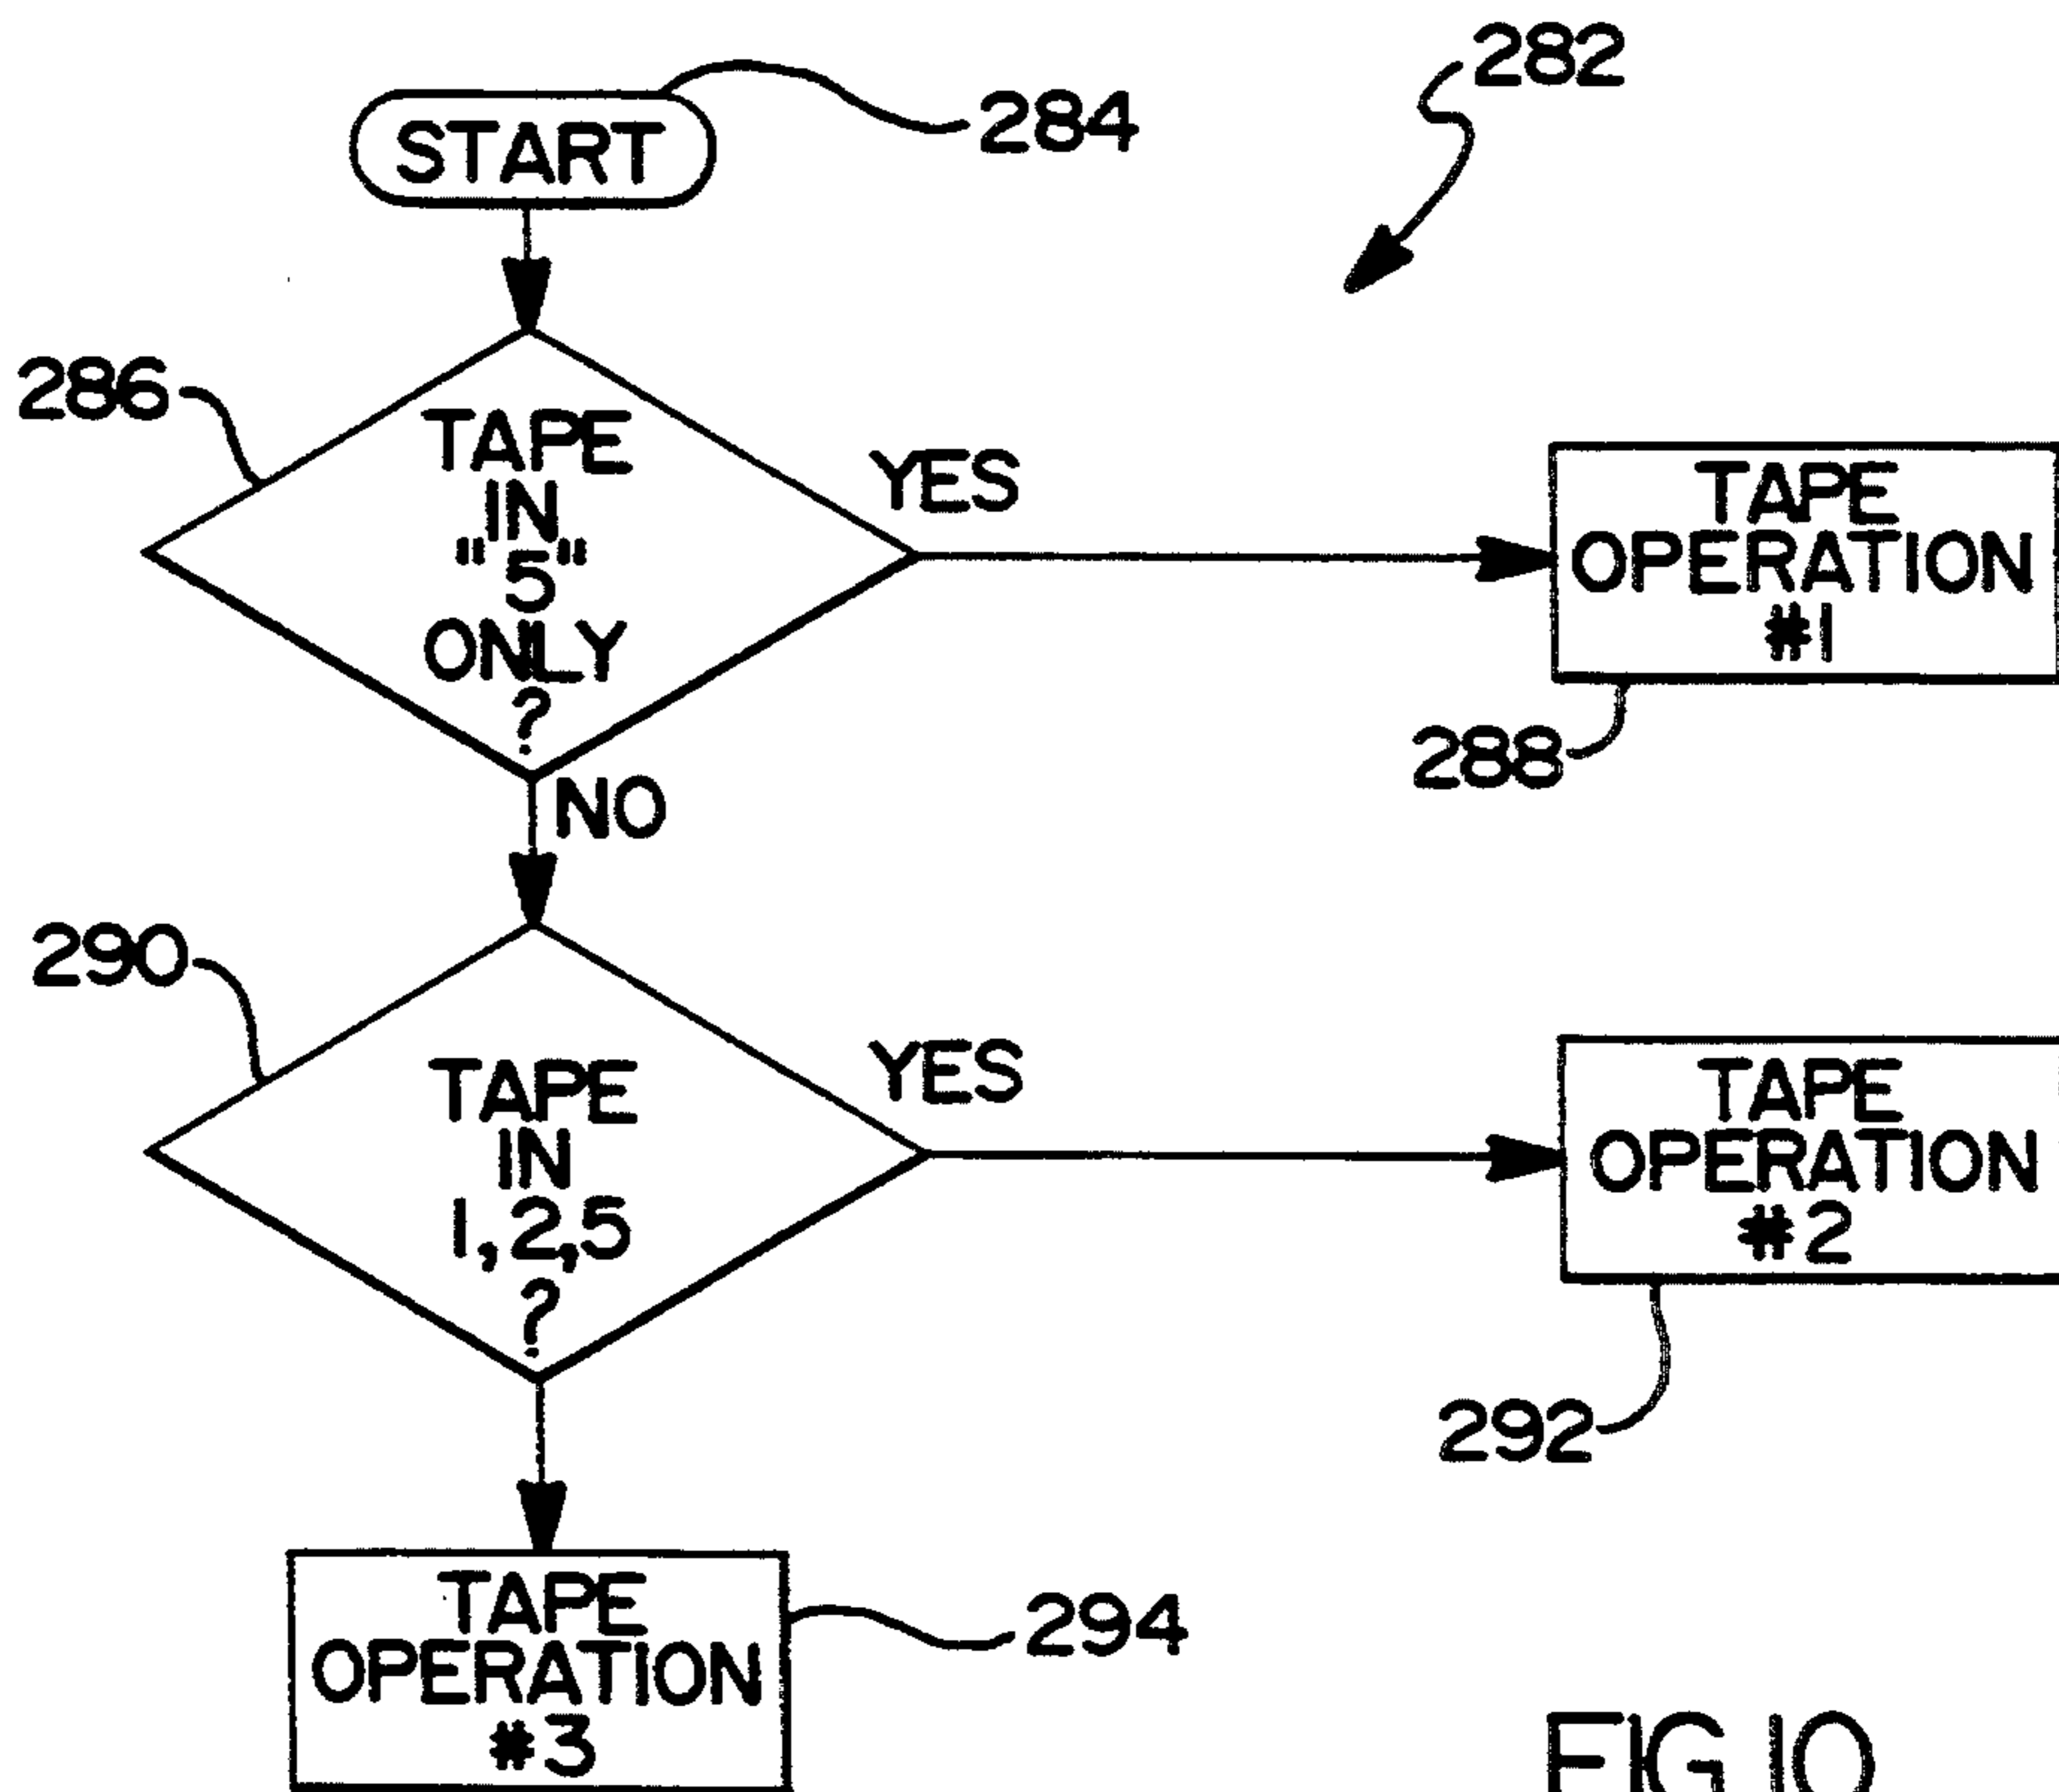 282
START
284
286
TAPE
IN
"5"
ONLY
?
YES
TAPE
OPERATION
#1
288
NO
290
TAPE
IN
1,2,5
?
YES
TAPE
OPERATION
#2
292
TAPE
OPERATION
#3
294
FIG.10